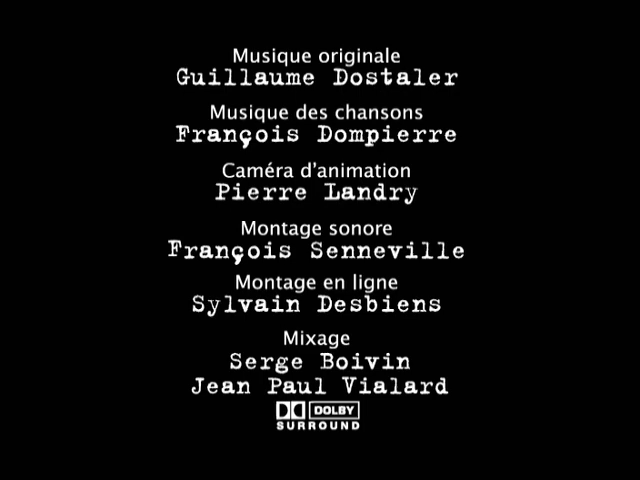 Musique originale
Guillaume Dostaler
Musique des chansons
François Dompierre
Caméra d'animation
Pierre Landry
Montage sonore
François Senneville
Montage en ligne
Sylvain Desbiens
Mixage
Serge Boivin
Jean Paul Vialard
DOLBY
SURROUND